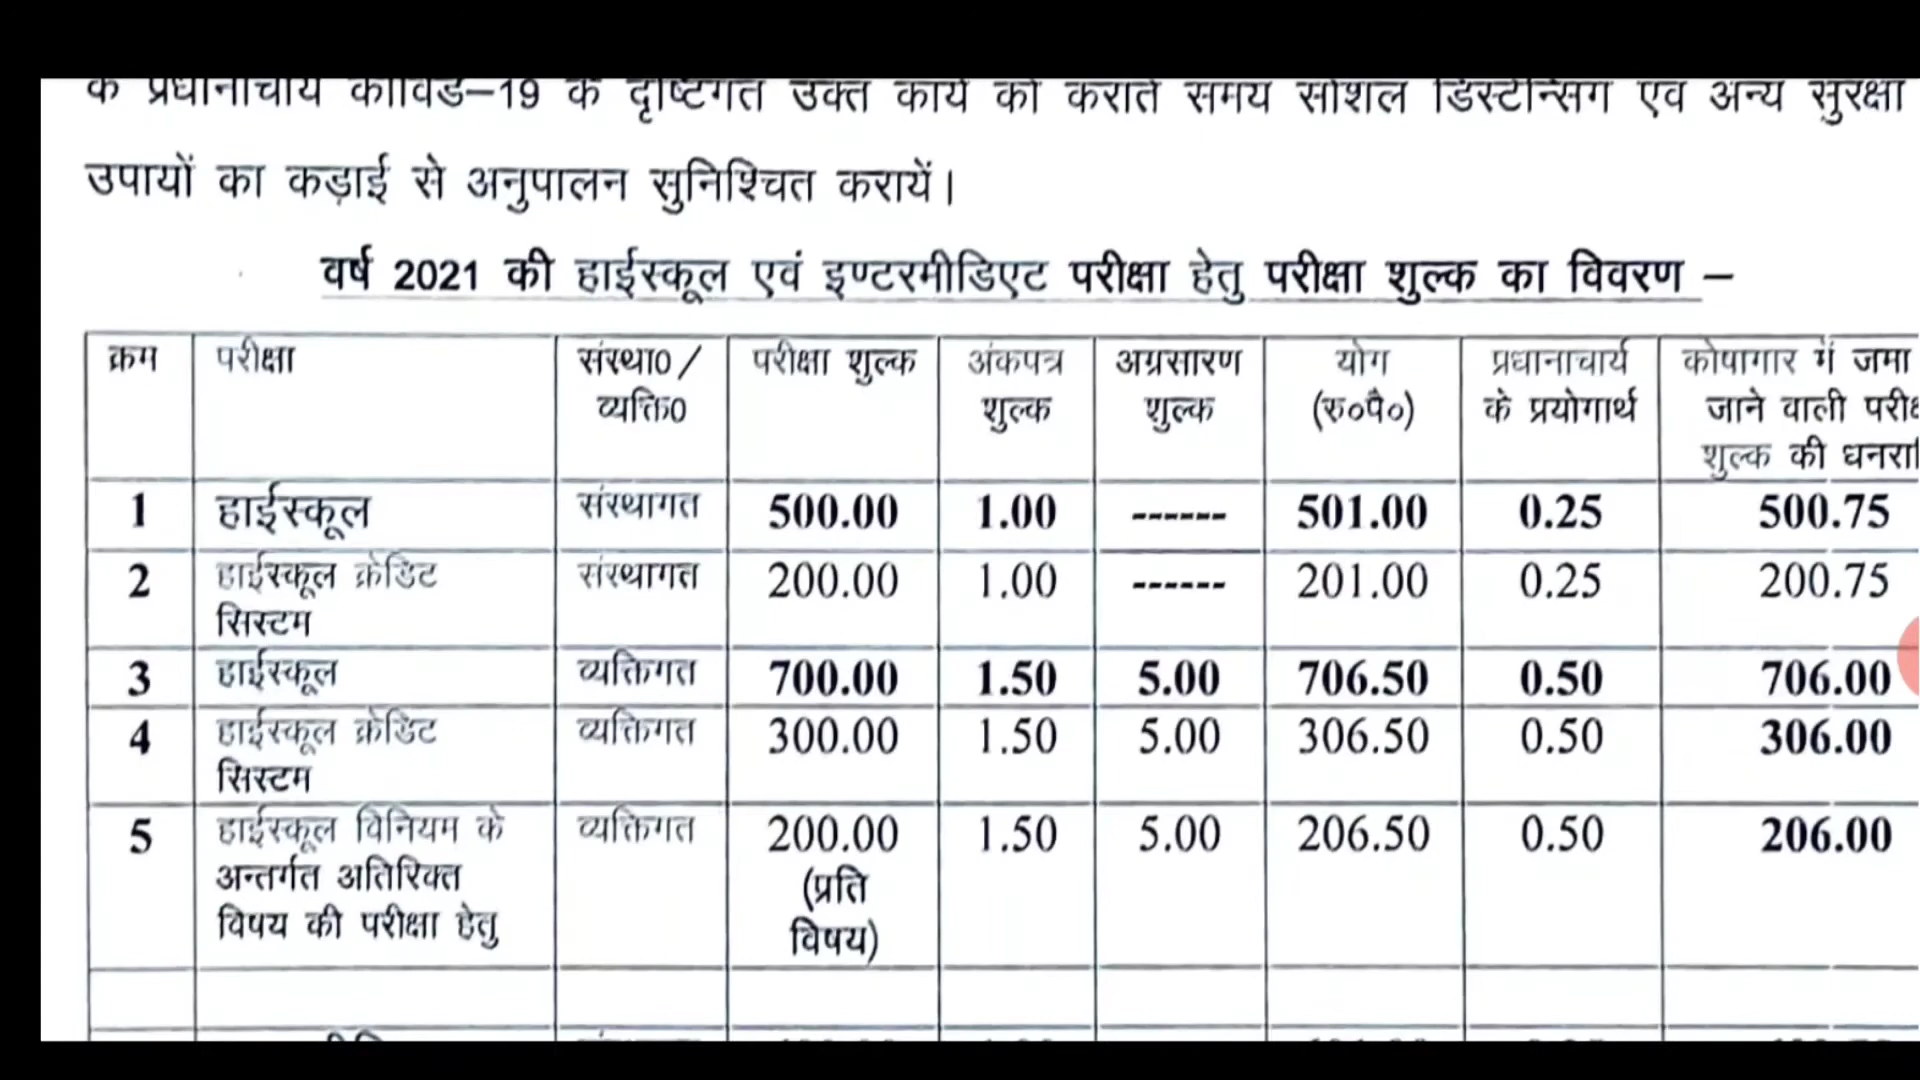 के प्रधानाचार्य कोविड–19 के दृष्टिगत उक्त कार्य को कराते समय सोशल डिस्टेन्सिंग एवं अन्य सुरक्षा
उपायों का कड़ाई से अनुपालन सुनिश्चित करायें।
वर्ष 2021 की हाईस्कूल एवं इण्टरमीडिएट परीक्षा हेतु परीक्षा शुल्क का विवरण –
क्रम परीक्षा संस्था0/ परीक्षा शुल्क अंकपत्र अग्रसारण योग प्रधानाचार्य कोषागार में जमा
व्यक्ति0 शुल्क शुल्क (रु०पै०) के प्रयोगार्थ जाने वाली
शुल्क की
1 हाईस्कूल संस्थागत 500.00 1.00 ------ 501.00 0.25 500.75
2 हाईस्कूल क्रेडिट संस्थागत 200.00 1.00 ------ 201.00 0.25 200.75
सिस्टम
3 हाईस्कूल व्यक्तिगत 700.00 1.50 5.00 706.50 0.50 706.00
4 हाईस्कूल क्रेडिट व्यक्तिगत 300.00 1.50 5.00 306.50 0.50 306.00
सिस्टम
5 हाईस्कूल विनियम के व्यक्तिगत 200.00 1.50 5.00 206.50 0.50 206.00
अन्तर्गत अतिरिक्त (प्रति
विषय की परीक्षा हेतु विषय)